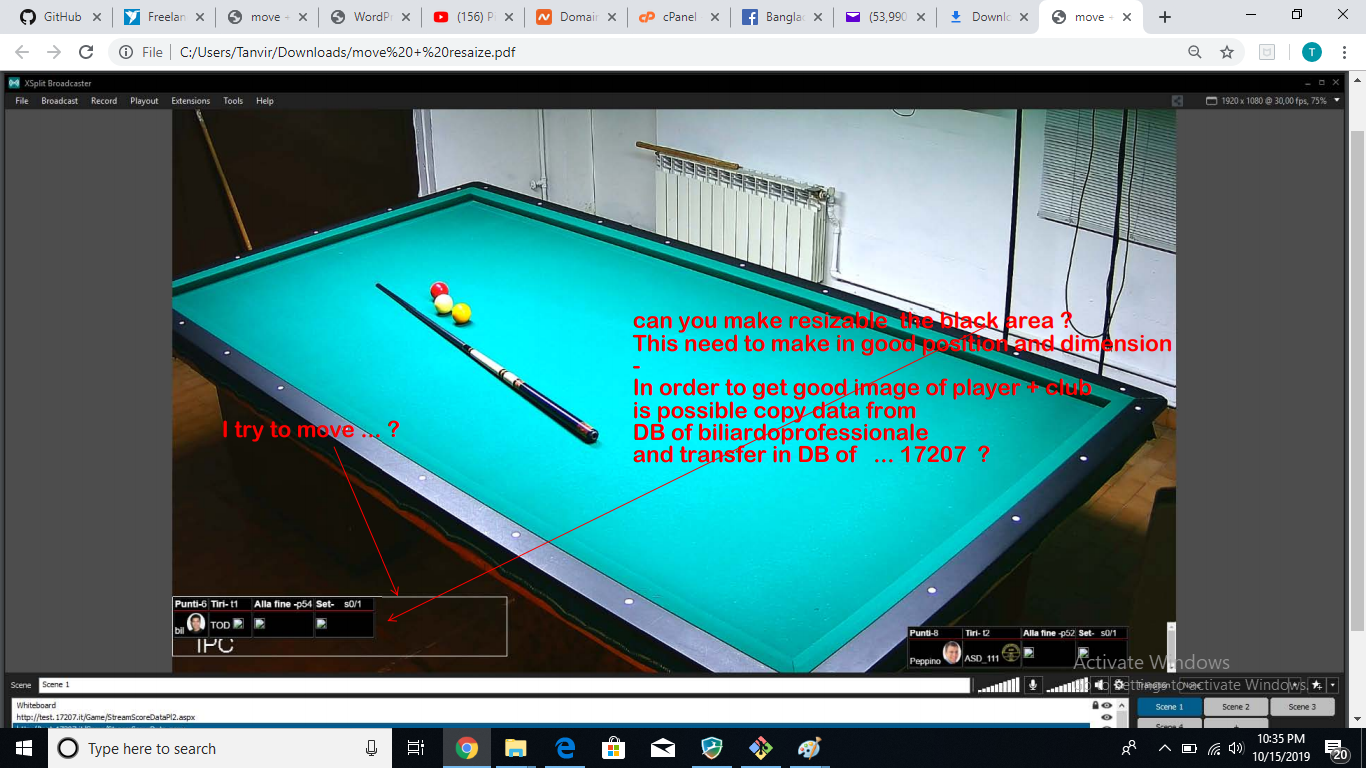 GitHub
Freelan
move +
WordPr
(156) P
Domair
cPanel
Banglad
(53,990
Downlo
move +
File
C:/Users/Tanvir/Downloads/move%20+%20resaize.pdf
T
XSplit Broadcaster
File Broadcast Record Playout Extensions Tools Help
1920 x 1080 @ 30,00 fps, 75%
can you make resizable the black area ?
This need to make in good position and dimension
-
In order to get good image of player + club
is possible copy data from
DB of biliardoprofessionale
and transfer in DB of ... 17207 ?
I try to move ... ?
Punti-6 Tiri- t1 Alla fine -p54 Set- s0/1
bil TOD
IPC
Punti-8 Tiri- t2 Alla fine -p52 Set- s0/1
Peppino ASD_111
Activate Windows
Go to Settings to activate Windows.
Scene Scene 1
Transition None
Whiteboard
http://test.17207.it/Game/StreamScoreDataPl2.aspx
Scene 1 Scene 2 Scene 3
Scene 4 +
Type here to search
10:35 PM
10/15/2019
20